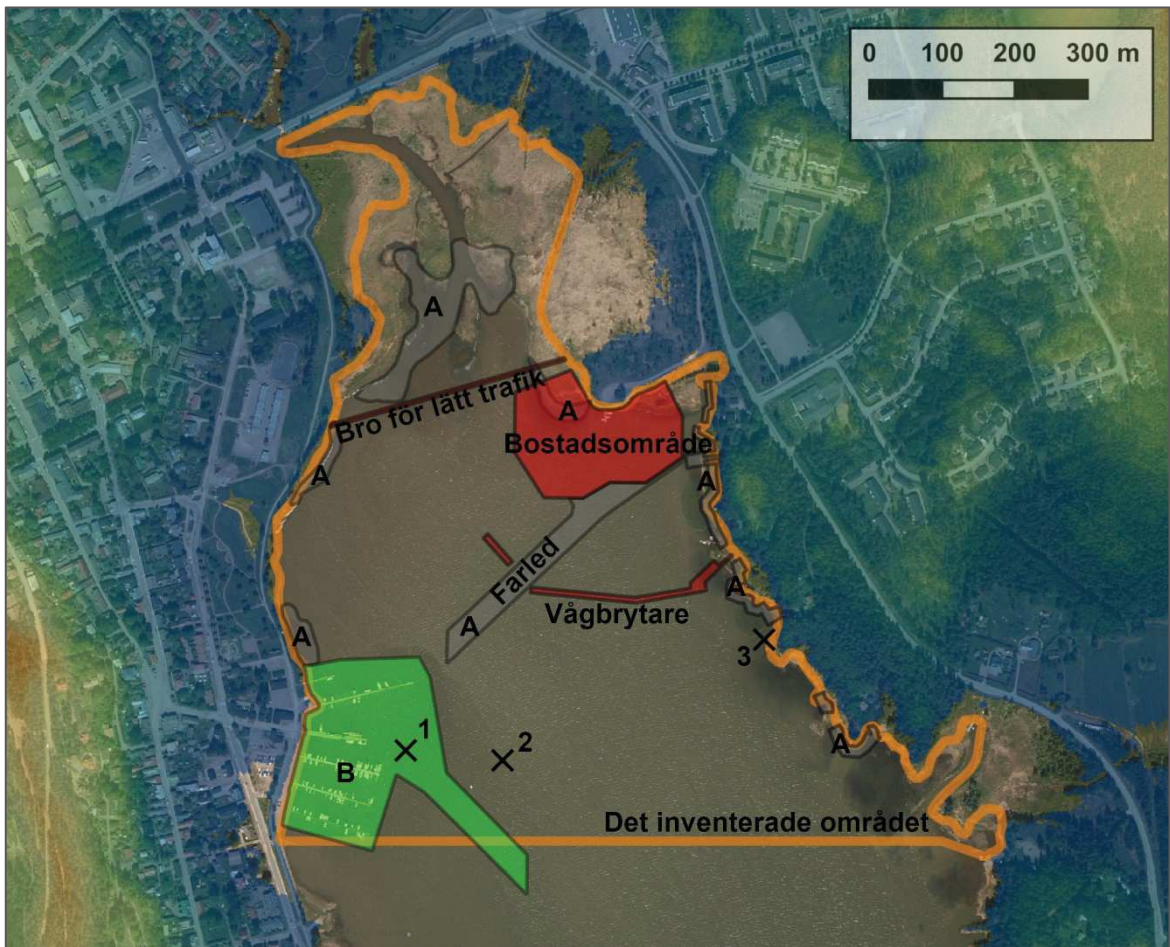 0 100 200 300 m
A
Bro för lätt trafik
A
Bostadsområde
A
A
Farled
A
Vågbrytare
A
A
3
1
2
B
A
Det inventerade området